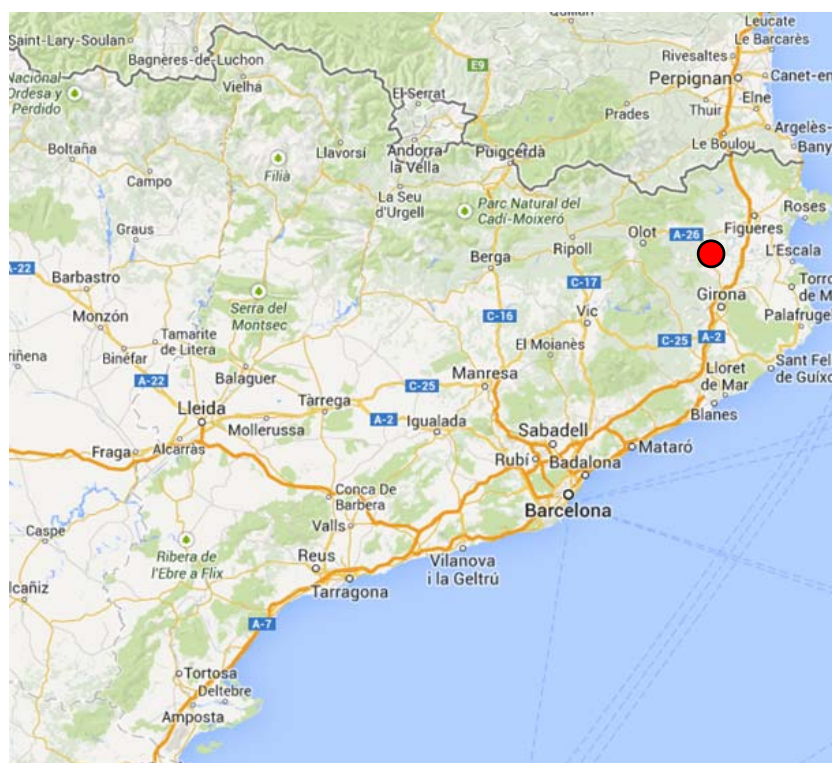 Quillan
Leucate
Saint-Lary-Soulan
Le Barcarès
Bagnères-de-Luchon
Rivesaltes
E9
Perpignan
Canet-en
Nacional
Ordesa y
Perdido
Vielha
El Serrat
Thuir
Elne
Prades
Argelès-
Le Boulou
Bany
Boltaña
Llavorsí
Andorra
la Vella
Puigcerdà
Filià
Campo
La Seu
d'Urgell
Parc Natural del
Cadí-Moixeró
Roses
Graus
Olot
A-26
Figueres
Ripoll
Berga
L'Escala
A-22
Barbastro
C-17
Torro
de M
Serra del
Montsec
Girona
Monzón
C-16
Vic
Palafrugel
Tamarite
de Litera
El Moianès
C-25
A-2
riñena
Binéfar
Sant Fel
de Guíxo
Manresa
Lloret
de Mar
A-22
Balaguer
C-25
Lleida
Tàrrega
A-2
Igualada
Blanes
Mollerussa
Sabadell
Alcarràs
Mataró
Fraga
Rubí
Badalona
Conca De
Barbera
Barcelona
Caspe
Valls
Ribera de
l'Ebre a Flix
Reus
Vilanova
i la Geltrú
lcañiz
Tarragona
A-7
Tortosa
Deltebre
Amposta